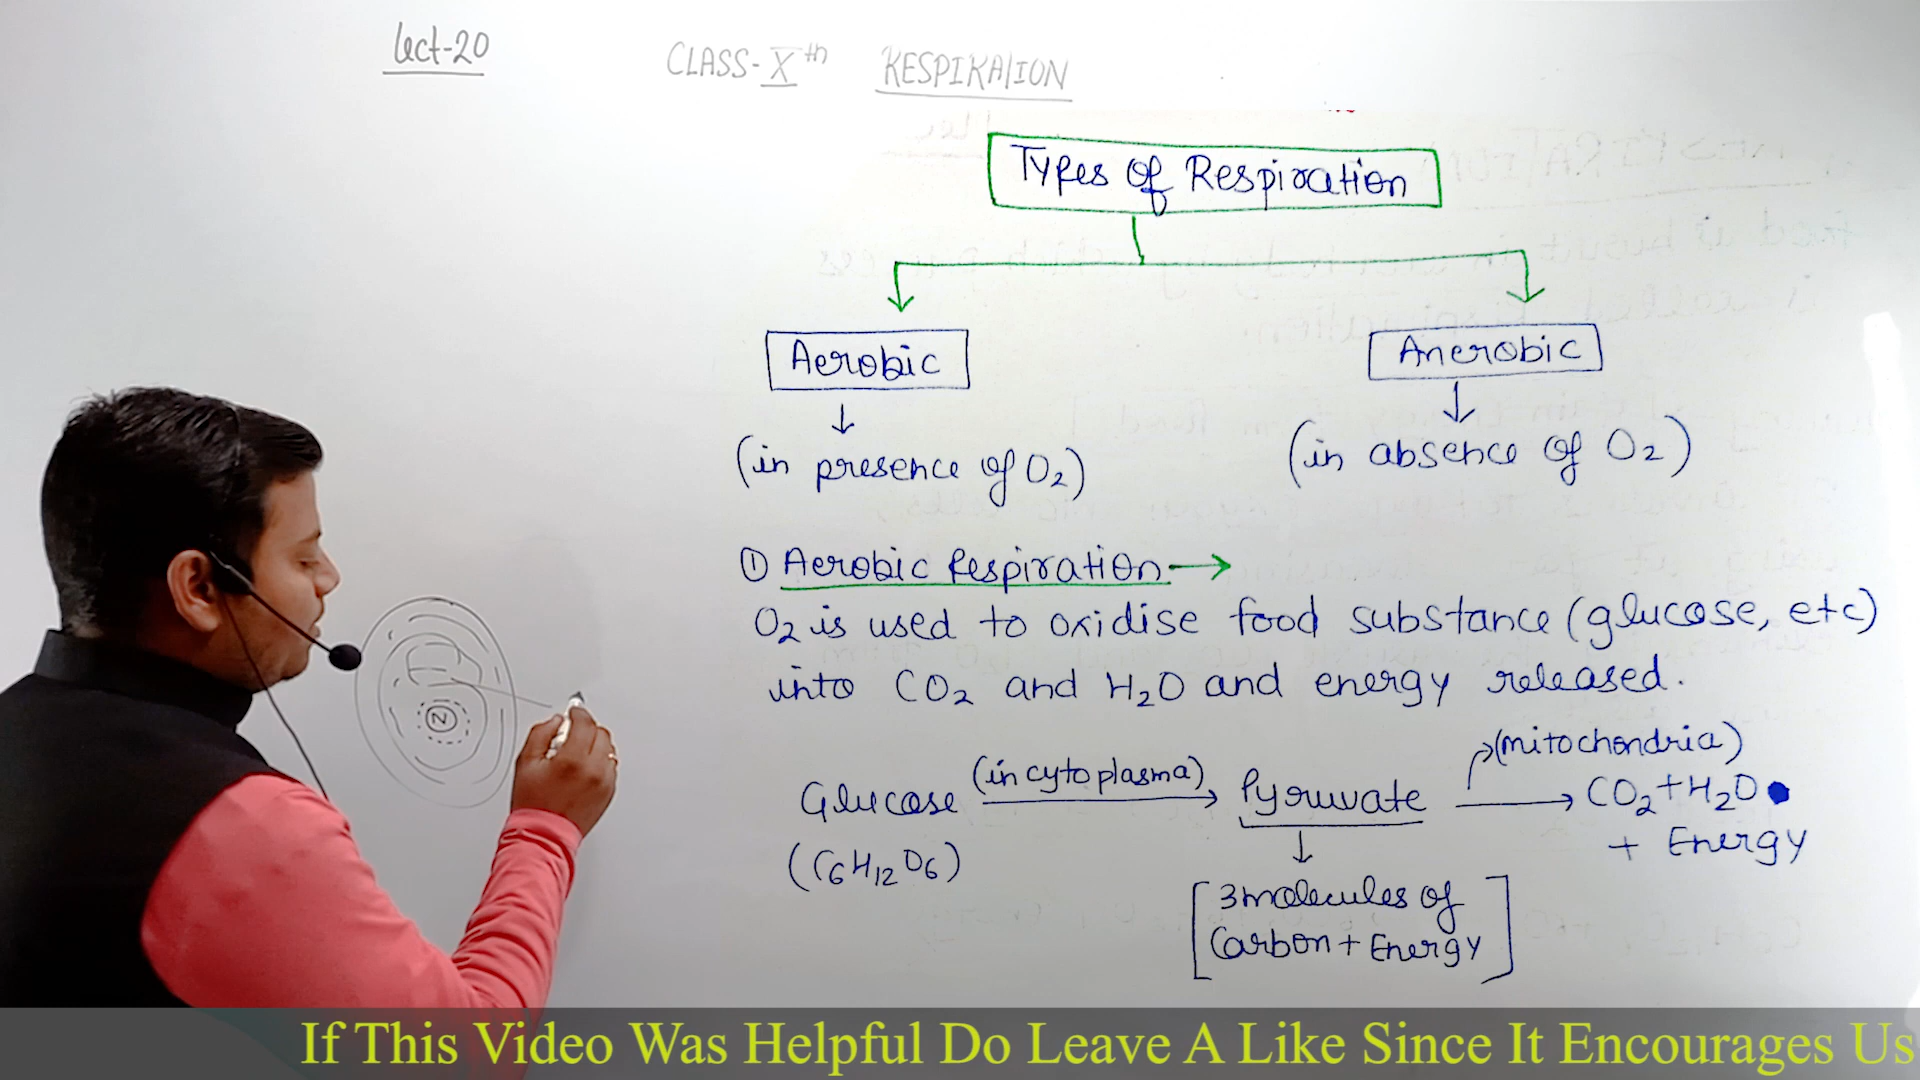 Lect-20
CLASS-Xth RESPIRATION
Types of Respiration
Aerobic
Anerobic
(in presence of O2)
(in absence of O2)
① Aerobic Respiration →
O2 is used to oxidise food substance (glucose, etc)
into CO2 and H2O and energy released.
Glucose (in cytoplasma) → Pyruvate → (mitochondria) CO2 + H2O
+ Energy
(C6H12O6)
[3 molecules of
Carbon + Energy]
N
If This Video Was Helpful Do Leave A Like Since It Encourages Us